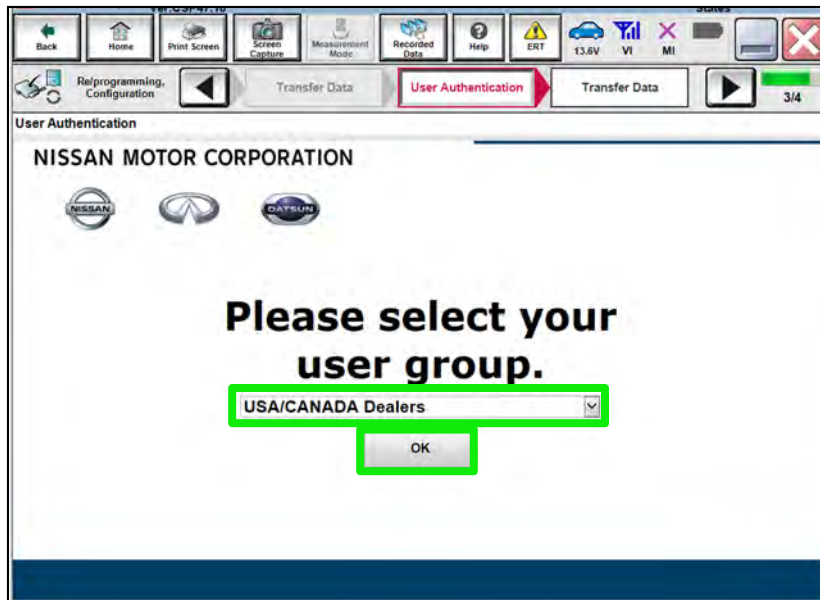 Back
Home
Print Screen
Screen
Capture
Measurement
Mode
Recorded
Data
Help
ERT
13.6V
VI
MI
Re/programming,
Configuration
Transfer Data
User Authentication
Transfer Data
3/4
User Authentication
NISSAN MOTOR CORPORATION
NISSAN
DATSUN
Please select your
user group.
USA/CANADA Dealers
OK